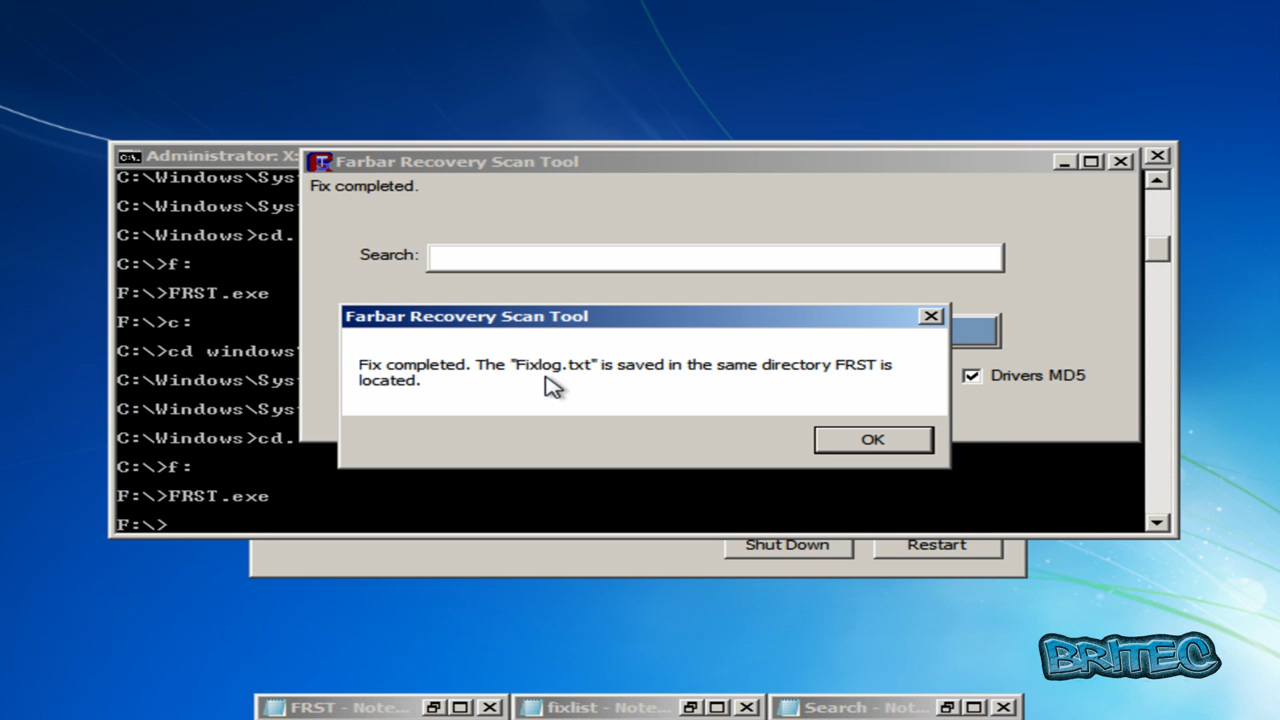 Administrator: X:
C:\Windows\Sys
C:\Windows\Sys
C:\Windows>cd.
C:\>f:
F:\>FRST.exe
F:\>c:
C:\>cd windows\
C:\Windows\Sys
C:\Windows\Sys
C:\Windows>cd.
C:\>f:
F:\>FRST.exe
F:\>
Farbar Recovery Scan Tool
Fix completed.
Search:
Farbar Recovery Scan Tool
Fix completed. The "Fixlog.txt" is saved in the same directory FRST is
located.
OK
Drivers MD5
Shut Down
Restart
BRITEC
FRST - Note...
fixlist - Note...
Search - Not...